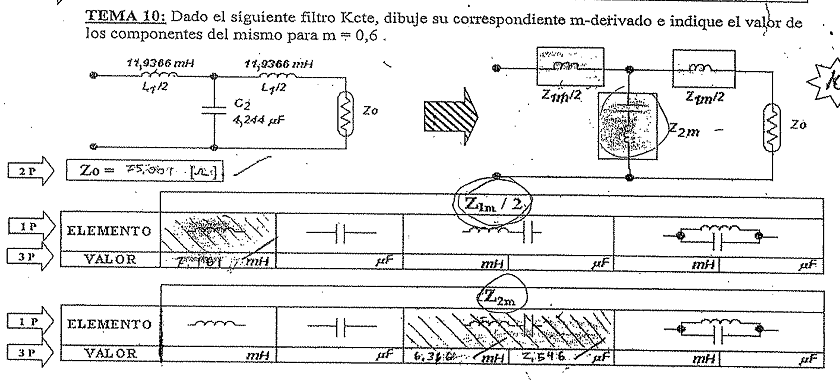 TEMA 10: Dado el siguiente filtro Kcte, dibuje su correspondiente m-derivado e indique el valor de
los componentes del mismo para m = 0,6 .
11,9366 mH 11,9366 mH
L1/2 L1/2
C2
4,244 µF
Zo
Z1m/2 Z1m/2
Z2m
Zo
2 P Zo =
Z1m / 2
1 P ELEMENTO
3 P VALOR mH µF mH µF mH µF
Z2m
1 P ELEMENTO
3 P VALOR mH µF 6,366 mH 2,546 µF mH µF